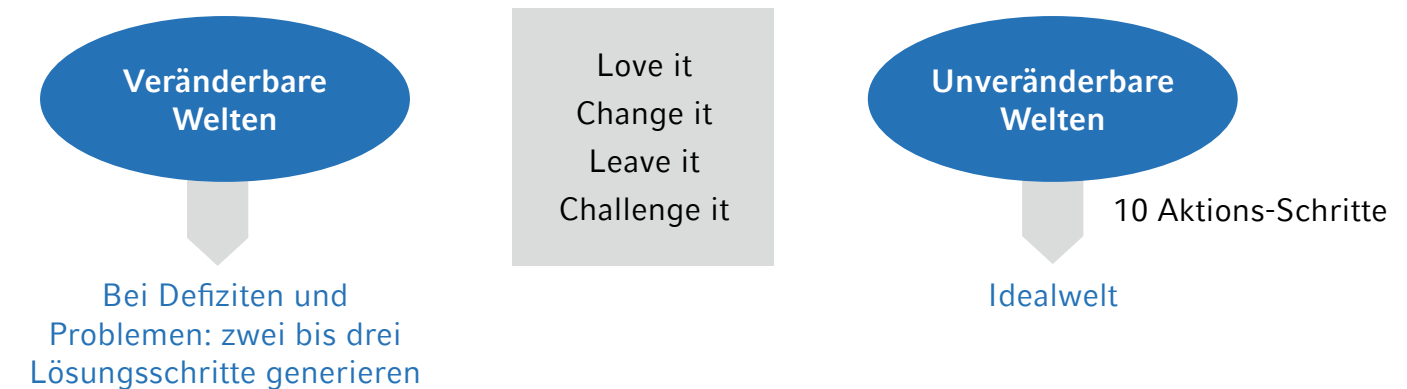 Veränderbare
Welten
Bei Defiziten und
Problemen: zwei bis drei
Lösungsschritte generieren
Love it
Change it
Leave it
Challenge it
Unveränderbare
Welten
10 Aktions-Schritte
Idealwelt